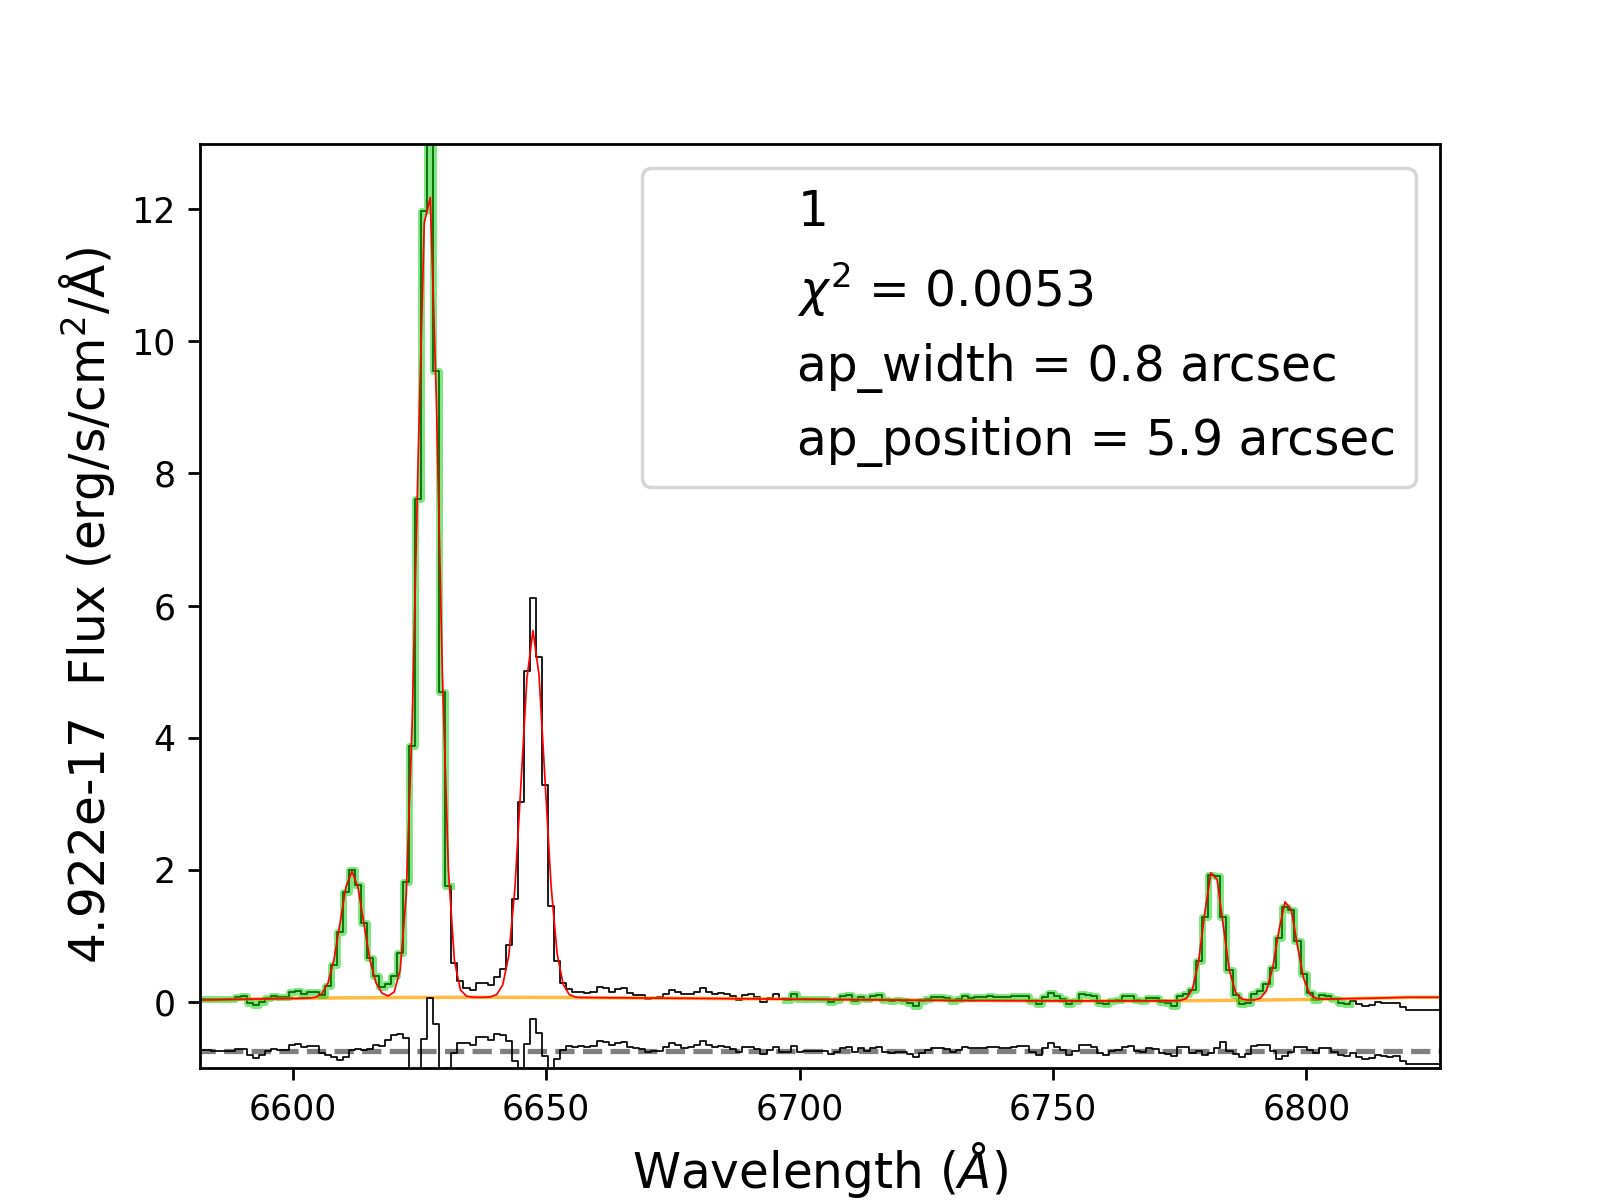 1
χ² = 0.0053
ap_width = 0.8 arcsec
ap_position = 5.9 arcsec
4.922e-17 Flux (erg/s/cm²/Å)
12
10
8
6
4
2
0
6600 6650 6700 6750 6800
Wavelength (Å)